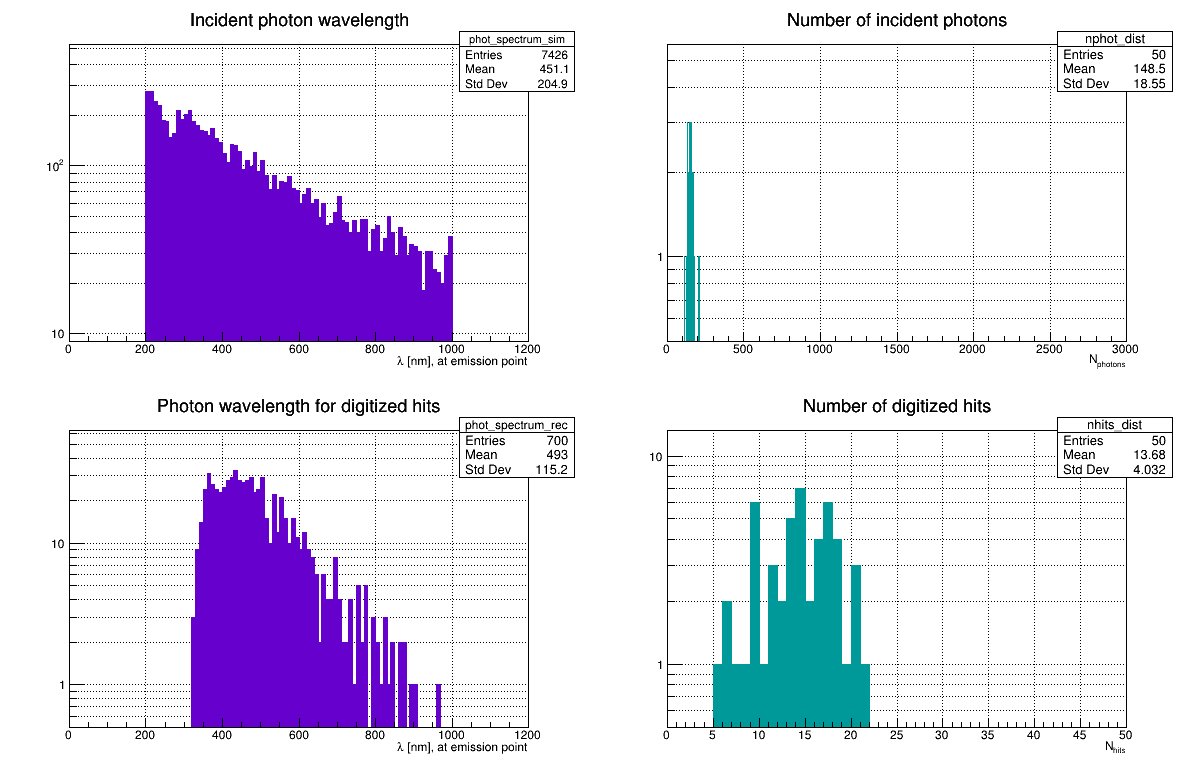 Incident photon wavelength
phot_spectrum_sim
Entries 7426
Mean 451.1
Std Dev 204.9
10²
10
0 200 400 600 800 1000 1200
λ [nm], at emission point
Number of incident photons
nphot_dist
Entries 50
Mean 148.5
Std Dev 18.55
1
0 500 1000 1500 2000 2500 3000
Nphotons
Photon wavelength for digitized hits
phot_spectrum_rec
Entries 700
Mean 493
Std Dev 115.2
10
1
0 200 400 600 800 1000 1200
λ [nm], at emission point
Number of digitized hits
nhits_dist
Entries 50
Mean 13.68
Std Dev 4.032
10
1
0 5 10 15 20 25 30 35 40 45 50
Nhits